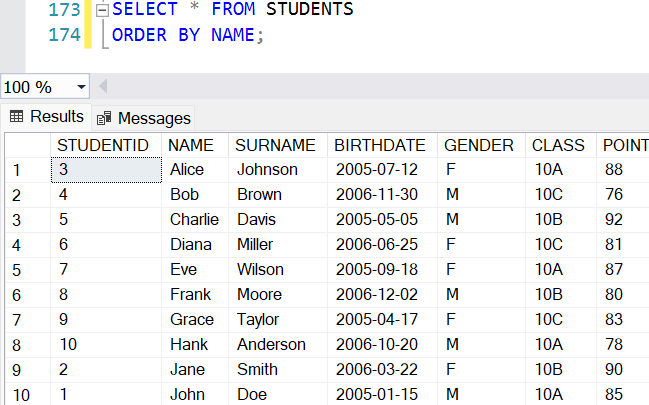 173 SELECT * FROM STUDENTS
174 ORDER BY NAME;
100 %
Results Messages
STUDENTID NAME SURNAME BIRTHDATE GENDER CLASS POINT
1 3 Alice Johnson 2005-07-12 F 10A 88
2 4 Bob Brown 2006-11-30 M 10C 76
3 5 Charlie Davis 2005-05-05 M 10B 92
4 6 Diana Miller 2006-06-25 F 10C 81
5 7 Eve Wilson 2005-09-18 F 10A 87
6 8 Frank Moore 2006-12-02 M 10B 80
7 9 Grace Taylor 2005-04-17 F 10C 83
8 10 Hank Anderson 2006-10-20 M 10A 78
9 2 Jane Smith 2006-03-22 F 10B 90
10 1 John Doe 2005-01-15 M 10A 85